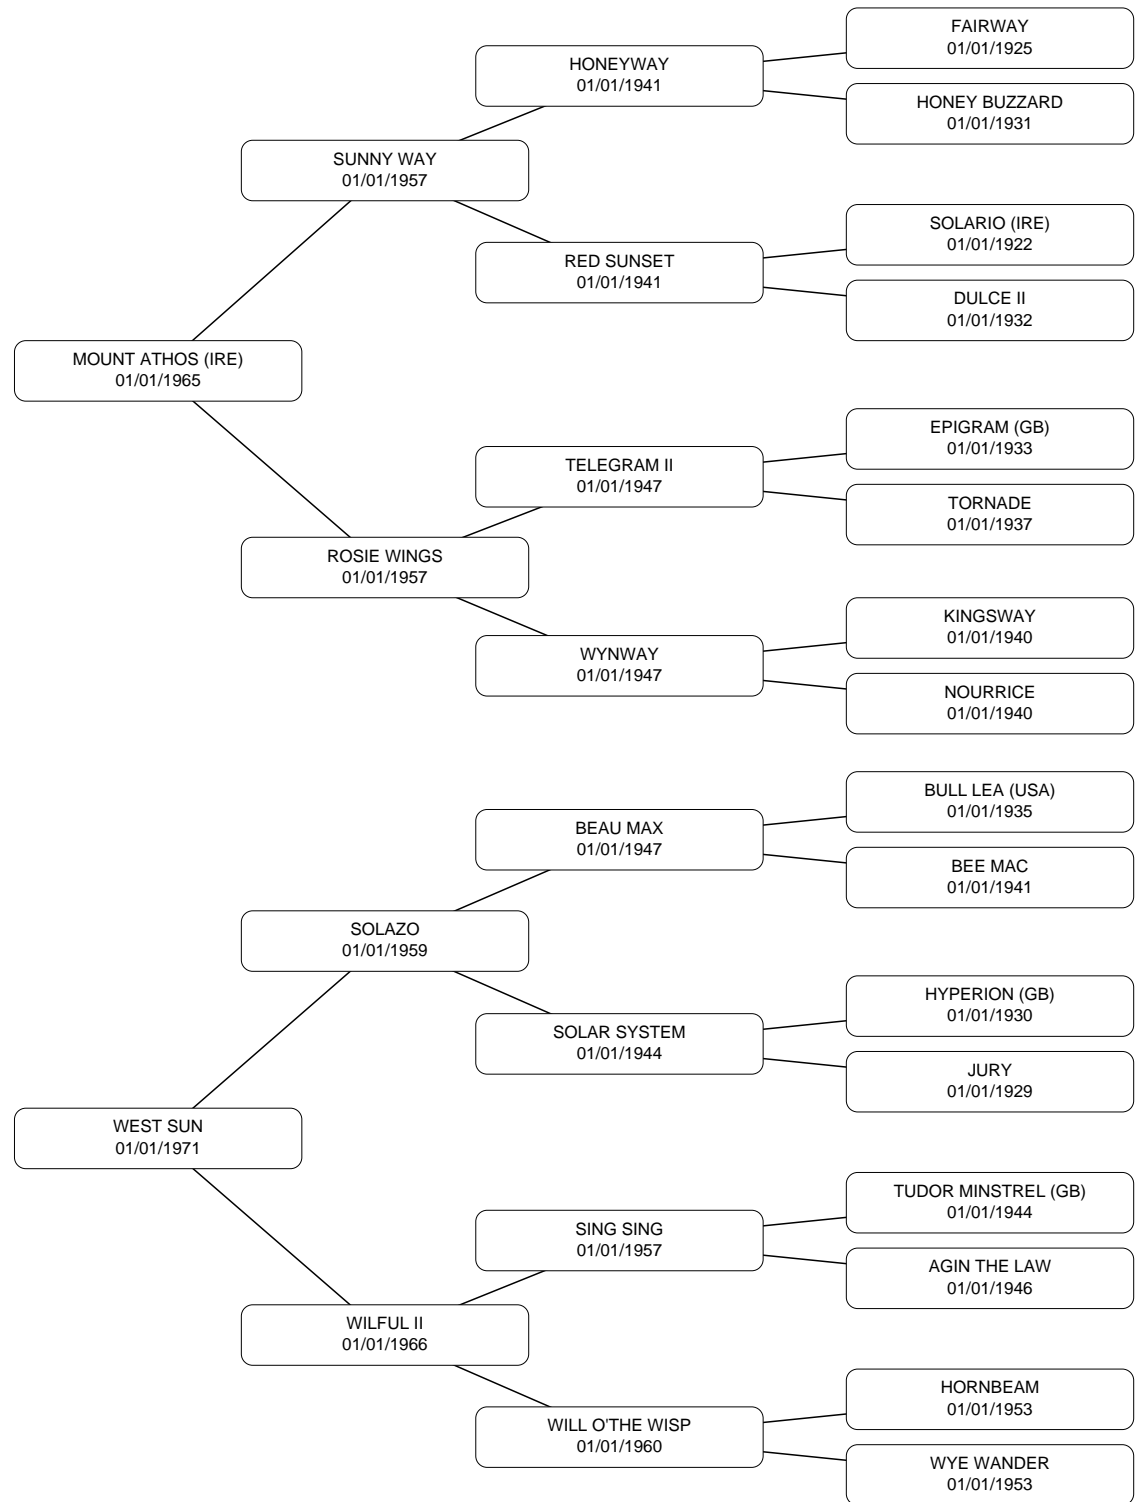 FAIRWAY
01/01/1925
HONEYWAY
01/01/1941
HONEY BUZZARD
01/01/1931
SUNNY WAY
01/01/1957
SOLARIO (IRE)
01/01/1922
RED SUNSET
01/01/1941
DULCE II
01/01/1932
MOUNT ATHOS (IRE)
01/01/1965
EPIGRAM (GB)
01/01/1933
TELEGRAM II
01/01/1947
TORNADE
01/01/1937
ROSIE WINGS
01/01/1957
KINGSWAY
01/01/1940
WYNWAY
01/01/1947
NOURRICE
01/01/1940
BULL LEA (USA)
01/01/1935
BEAU MAX
01/01/1947
BEE MAC
01/01/1941
SOLAZO
01/01/1959
HYPERION (GB)
01/01/1930
SOLAR SYSTEM
01/01/1944
JURY
01/01/1929
WEST SUN
01/01/1971
TUDOR MINSTREL (GB)
01/01/1944
SING SING
01/01/1957
AGIN THE LAW
01/01/1946
WILFUL II
01/01/1966
HORNBEAM
01/01/1953
WILL O'THE WISP
01/01/1960
WYE WANDER
01/01/1953